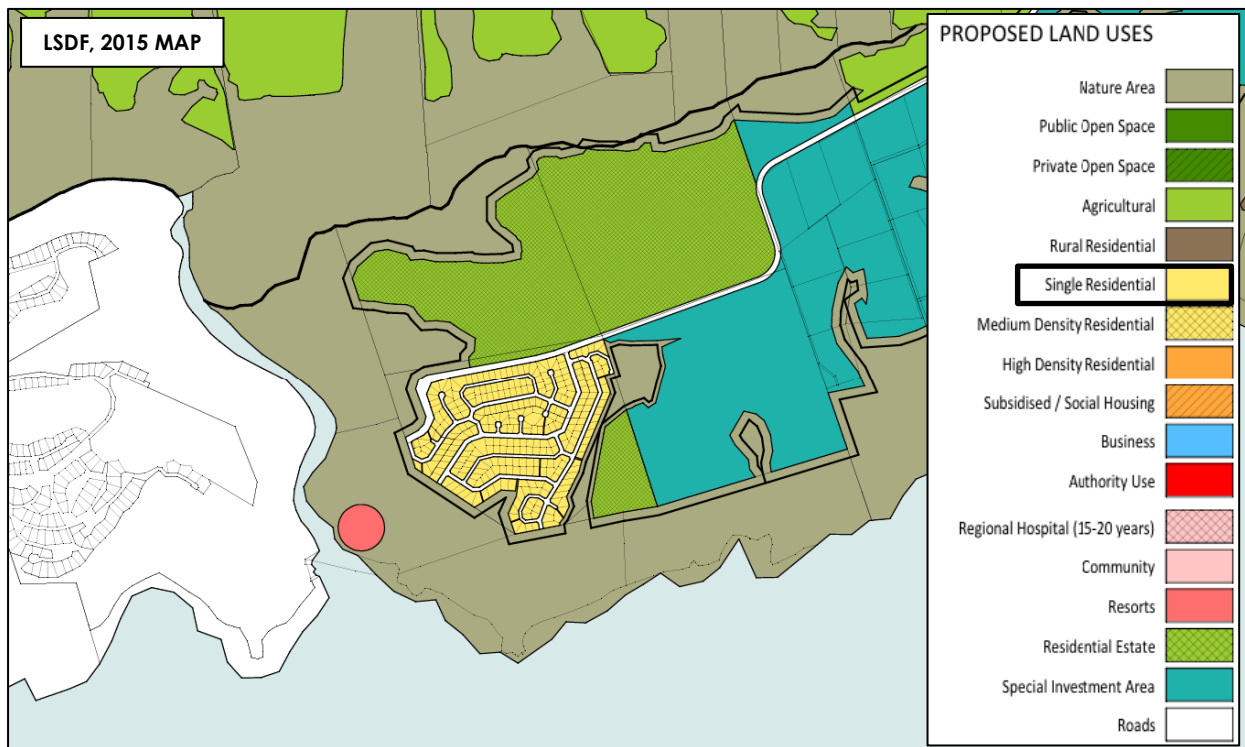 LSDF, 2015 MAP
PROPOSED LAND USES
Nature Area
Public Open Space
Private Open Space
Agricultural
Rural Residential
Single Residential
Medium Density Residential
High Density Residential
Subsidised / Social Housing
Business
Authority Use
Regional Hospital (15-20 years)
Community
Resorts
Residential Estate
Special Investment Area
Roads